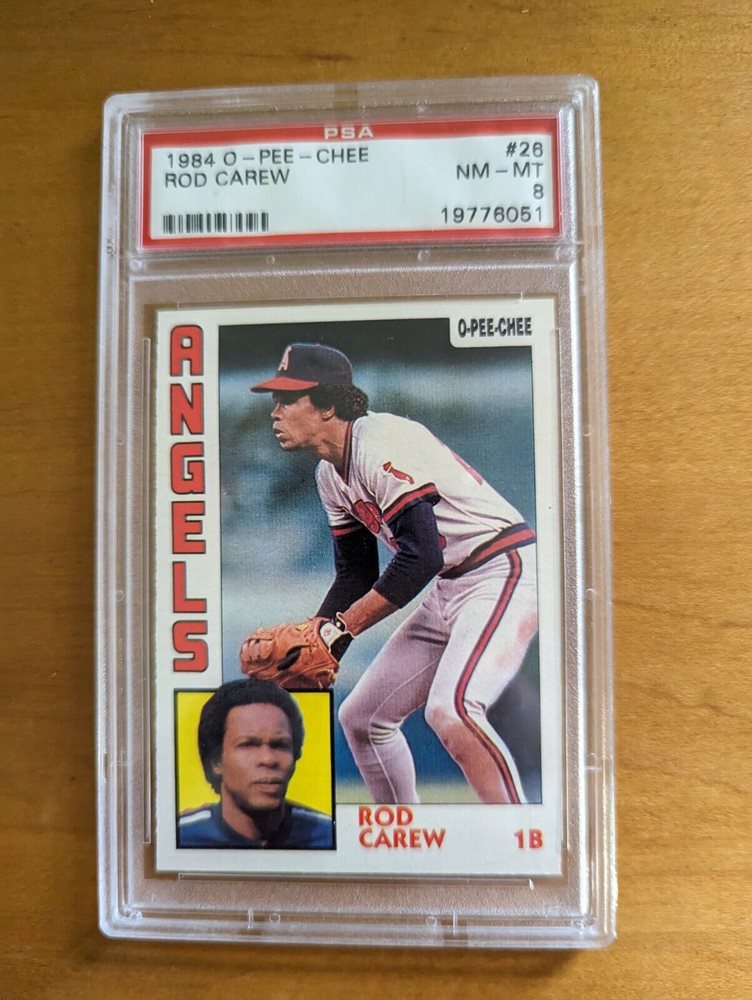 PSA
1984 O-PEE-CHEE #26
ROD CAREW NM-MT
8
19776051
O-PEE-CHEE
ANGELS
A
ROD
CAREW 1B